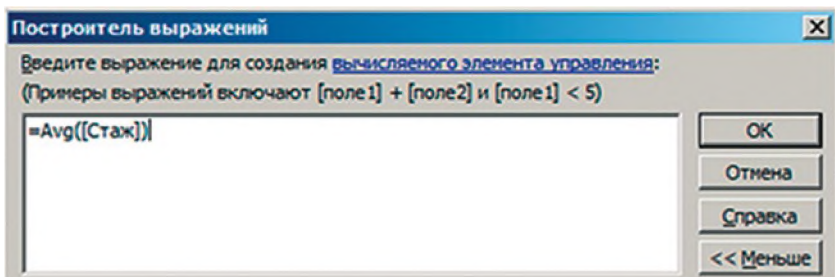 Построитель выражений
Введите выражение для создания вычисляемого элемента управления:
(Примеры выражений включают [поле1] + [поле2] и [поле1] < 5)
=Avg([Стаж])
OK
Отмена
Справка
<< Меньше